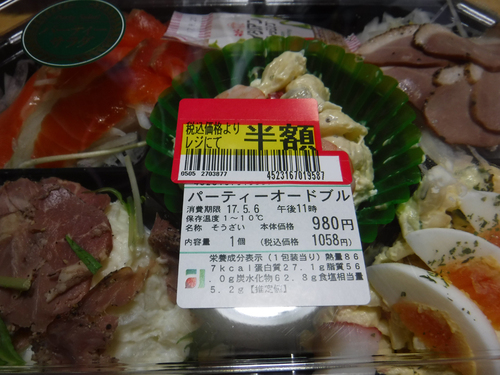 税込価格より
レジにて 半額
0505 2703877 4523167019587
パーティーオードブル
消費期限 17.5.6 午後11時
保存温度 1~10℃
名称 そうざい 本体価格 980円
内容量 1個 (税込価格 1058円)
栄養成分表示(1包装当り)熱量86
7kcal蛋白質27.1g脂質56
.0g炭水化物62.8g食塩相当量
5.2g【推定値】